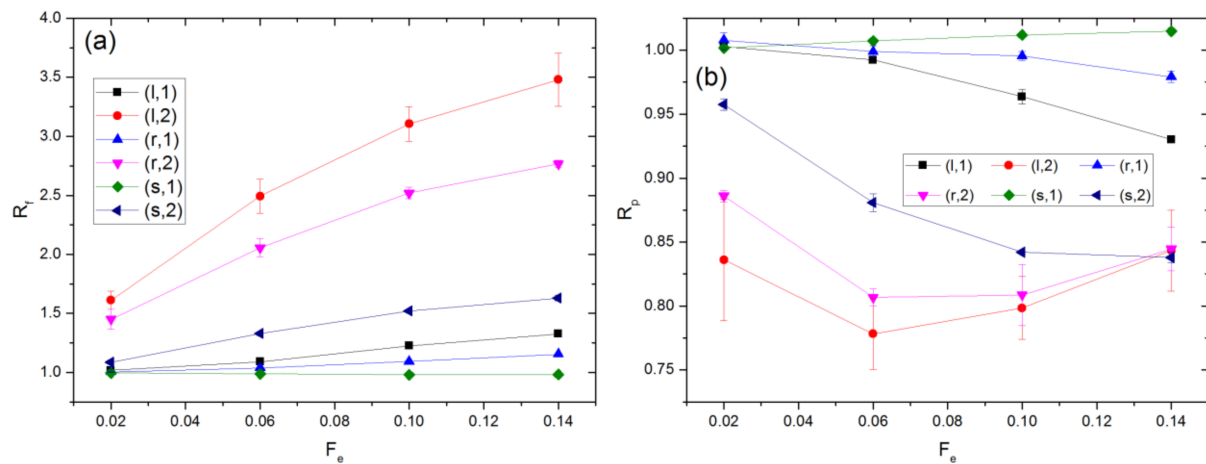 (a)
4.0
3.5
3.0
2.5
2.0
1.5
1.0
R_f
(l,1)
(l,2)
(r,1)
(r,2)
(s,1)
(s,2)
0.02 0.04 0.06 0.08 0.10 0.12 0.14
F_e
(b)
1.00
0.95
0.90
0.85
0.80
0.75
R_p
(l,1) (l,2) (r,1)
(r,2) (s,1) (s,2)
0.02 0.04 0.06 0.08 0.10 0.12 0.14
F_e